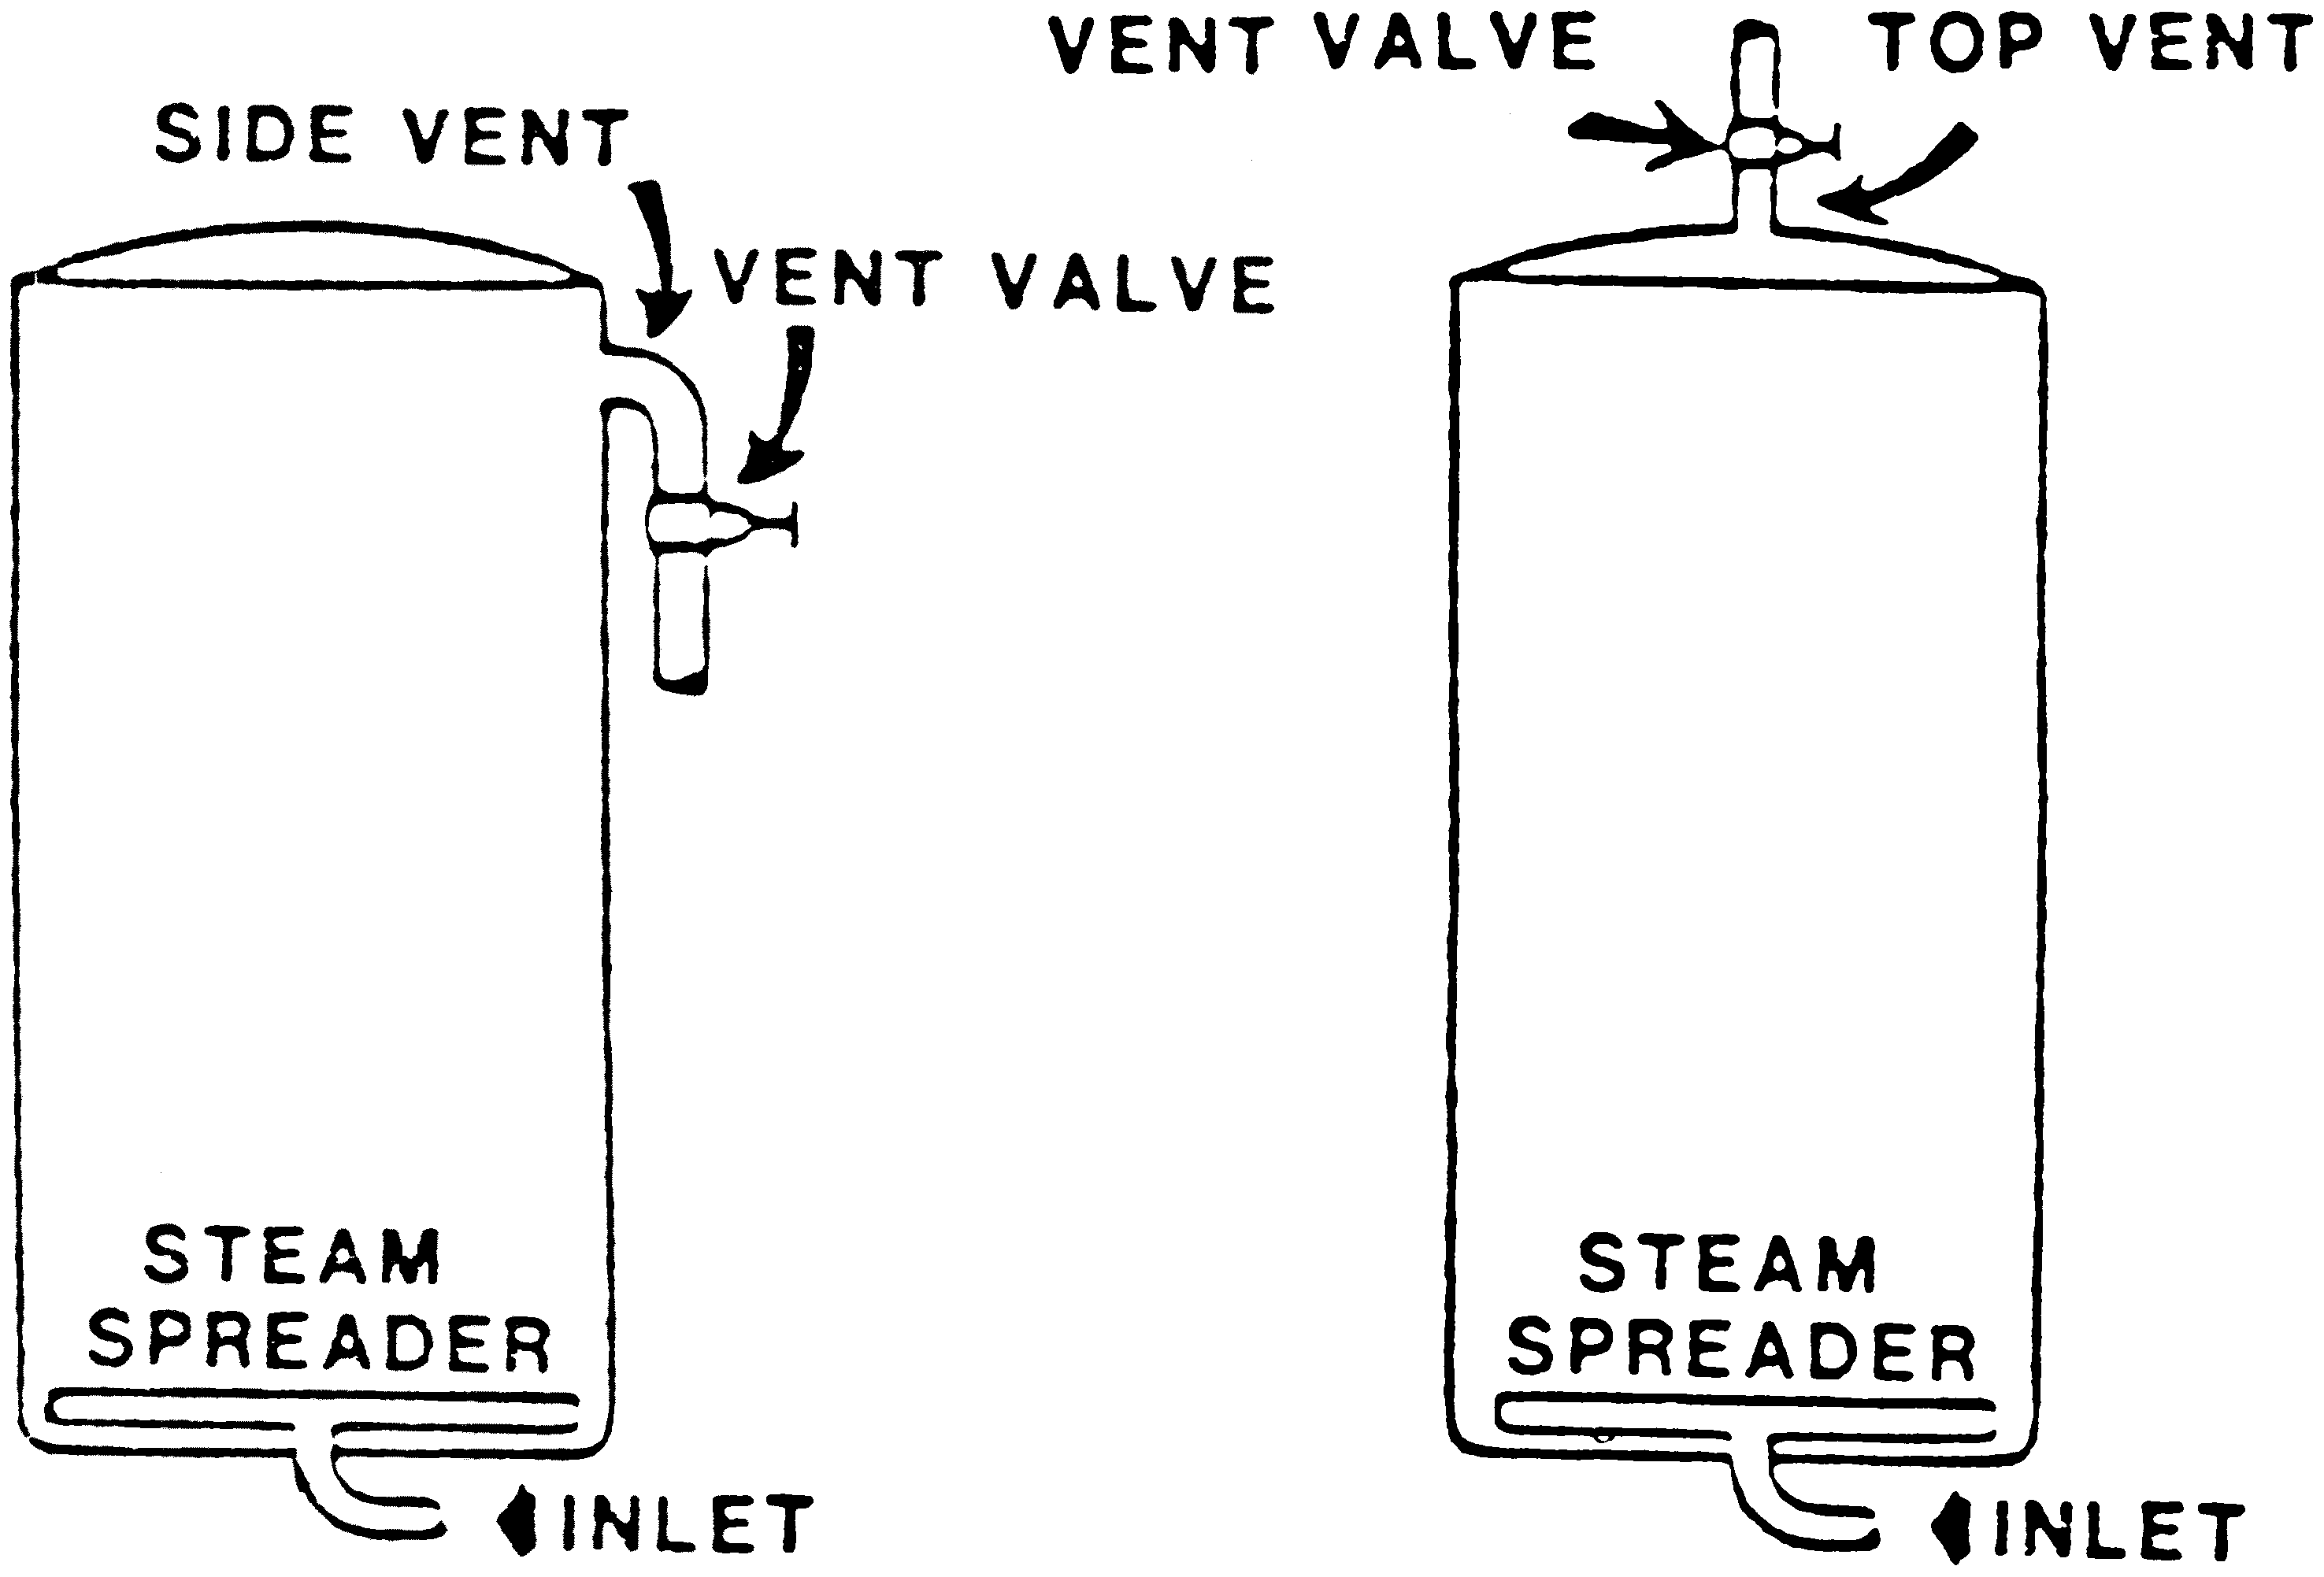 SIDE VENT
VENT VALVE
STEAM
SPREADER
INLET
VENT VALVE
TOP VENT
STEAM
SPREADER
INLET